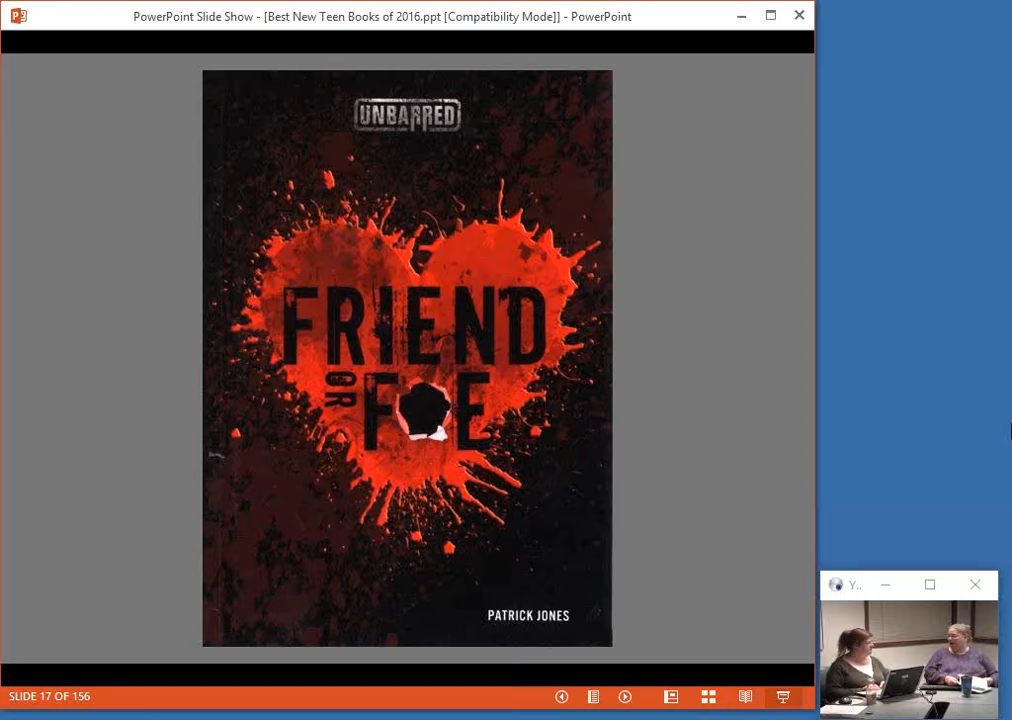 PowerPoint Slide Show - [Best New Teen Books of 2016.ppt [Compatibility Mode]] - PowerPoint
UNBARRED
FRIEND
OR
FOE
PATRICK JONES
Y..
SLIDE 17 OF 156